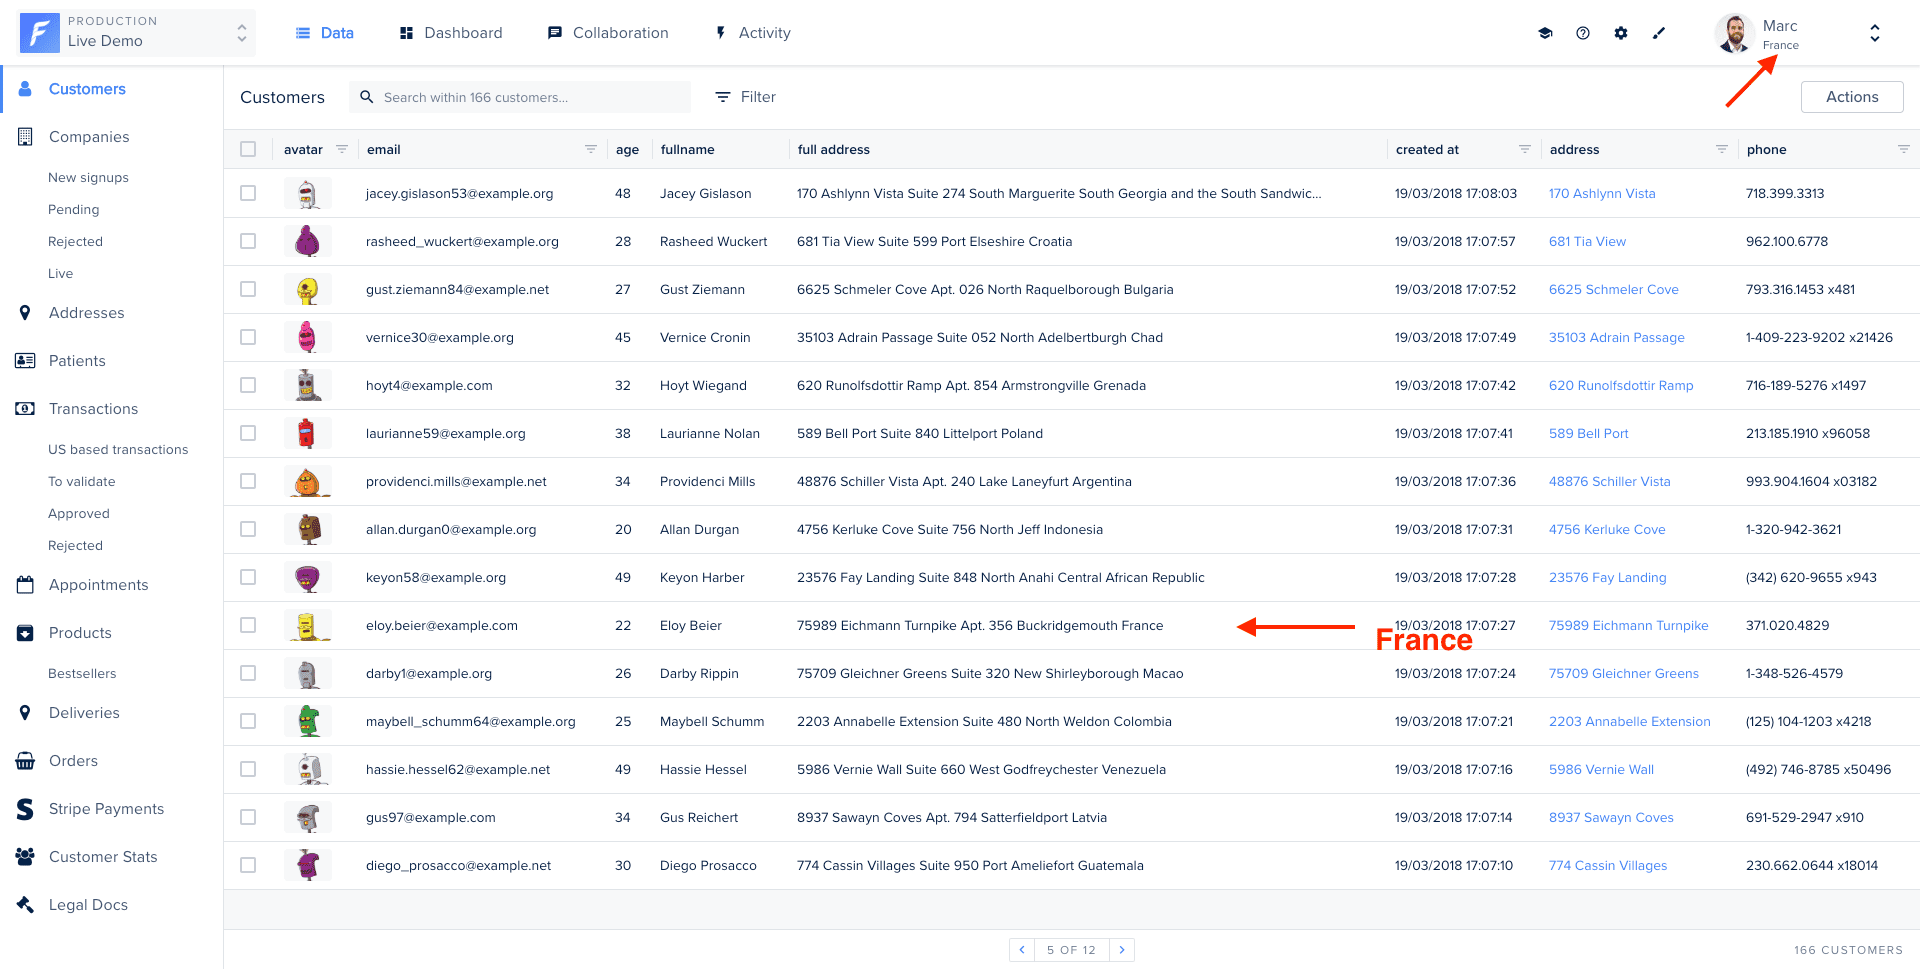 PRODUCTION
Live Demo
Data
Dashboard
Collaboration
Activity
Marc
France
Customers
Companies
New signups
Pending
Rejected
Live
Addresses
Patients
Transactions
US based transactions
To validate
Approved
Rejected
Appointments
Products
Bestsellers
Deliveries
Orders
Stripe Payments
Customer Stats
Legal Docs
Customers
Search within 166 customers...
Filter
Actions
avatar email age fullname full address created at address phone
jacey.gislason53@example.org 48 Jacey Gislason 170 Ashlynn Vista Suite 274 South Marguerite South Georgia and the South Sandwic... 19/03/2018 17:08:03 170 Ashlynn Vista 718.399.3313
rasheed_wuckert@example.org 28 Rasheed Wuckert 681 Tia View Suite 599 Port Elseshire Croatia 19/03/2018 17:07:57 681 Tia View 962.100.6778
gust.ziemann84@example.net 27 Gust Ziemann 6625 Schmeler Cove Apt. 026 North Raquelborough Bulgaria 19/03/2018 17:07:52 6625 Schmeler Cove 793.316.1453 x481
vernice30@example.org 45 Vernice Cronin 35103 Adrain Passage Suite 052 North Adelbertburgh Chad 19/03/2018 17:07:49 35103 Adrain Passage 1-409-223-9202 x21426
hoyt4@example.com 32 Hoyt Wiegand 620 Runolfsdottir Ramp Apt. 854 Armstrongville Grenada 19/03/2018 17:07:42 620 Runolfsdottir Ramp 716-189-5276 x1497
laurianne59@example.org 38 Laurianne Nolan 589 Bell Port Suite 840 Littelport Poland 19/03/2018 17:07:41 589 Bell Port 213.185.1910 x96058
providenci.mills@example.net 34 Providenci Mills 48876 Schiller Vista Apt. 240 Lake Laneyfurt Argentina 19/03/2018 17:07:36 48876 Schiller Vista 993.904.1604 x03182
allan.durgan0@example.org 20 Allan Durgan 4756 Kerluke Cove Suite 756 North Jeff Indonesia 19/03/2018 17:07:31 4756 Kerluke Cove 1-320-942-3621
keyon58@example.org 49 Keyon Harber 23576 Fay Landing Suite 848 North Anahi Central African Republic 19/03/2018 17:07:28 23576 Fay Landing (342) 620-9655 x943
eloy.beier@example.com 22 Eloy Beier 75989 Eichmann Turnpike Apt. 356 Buckridgemouth France 19/03/2018 17:07:27 75989 Eichmann Turnpike 371.020.4829
France
darby1@example.org 26 Darby Rippin 75709 Gleichner Greens Suite 320 New Shirleyborough Macao 19/03/2018 17:07:24 75709 Gleichner Greens 1-348-526-4579
maybell_schumm64@example.org 25 Maybell Schumm 2203 Annabelle Extension Suite 480 North Weldon Colombia 19/03/2018 17:07:21 2203 Annabelle Extension (125) 104-1203 x4218
hassie.hessel62@example.net 49 Hassie Hessel 5986 Vernie Wall Suite 660 West Godfreychester Venezuela 19/03/2018 17:07:16 5986 Vernie Wall (492) 746-8785 x50496
gus97@example.com 34 Gus Reichert 8937 Sawayn Coves Apt. 794 Satterfieldport Latvia 19/03/2018 17:07:14 8937 Sawayn Coves 691-529-2947 x910
diego_prosacco@example.net 30 Diego Prosacco 774 Cassin Villages Suite 950 Port Ameliefort Guatemala 19/03/2018 17:07:10 774 Cassin Villages 230.662.0644 x18014
5 OF 12
166 CUSTOMERS